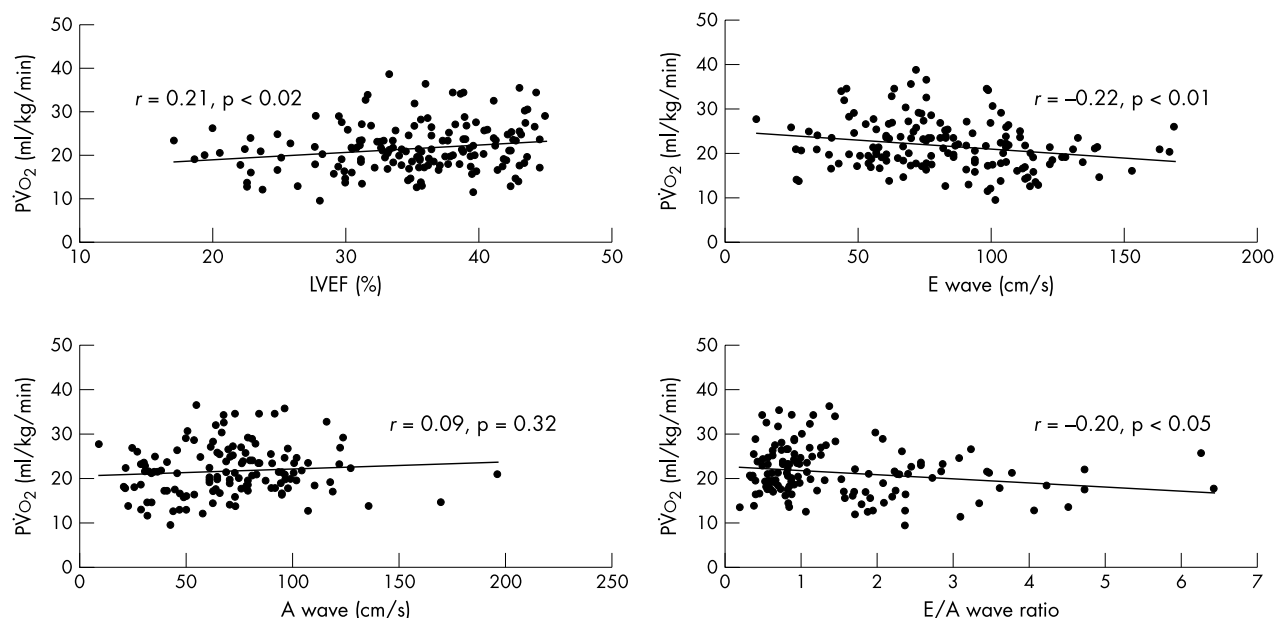 50
40
30
20
10
0
PV̇O₂ (ml/kg/min)
r = 0.21, p < 0.02
10 20 30 40 50
LVEF (%)
50
40
30
20
10
0
PV̇O₂ (ml/kg/min)
r = –0.22, p < 0.01
0 50 100 150 200
E wave (cm/s)
50
40
30
20
10
0
PV̇O₂ (ml/kg/min)
r = 0.09, p = 0.32
0 50 100 150 200 250
A wave (cm/s)
50
40
30
20
10
0
PV̇O₂ (ml/kg/min)
r = –0.20, p < 0.05
0 1 2 3 4 5 6 7
E/A wave ratio